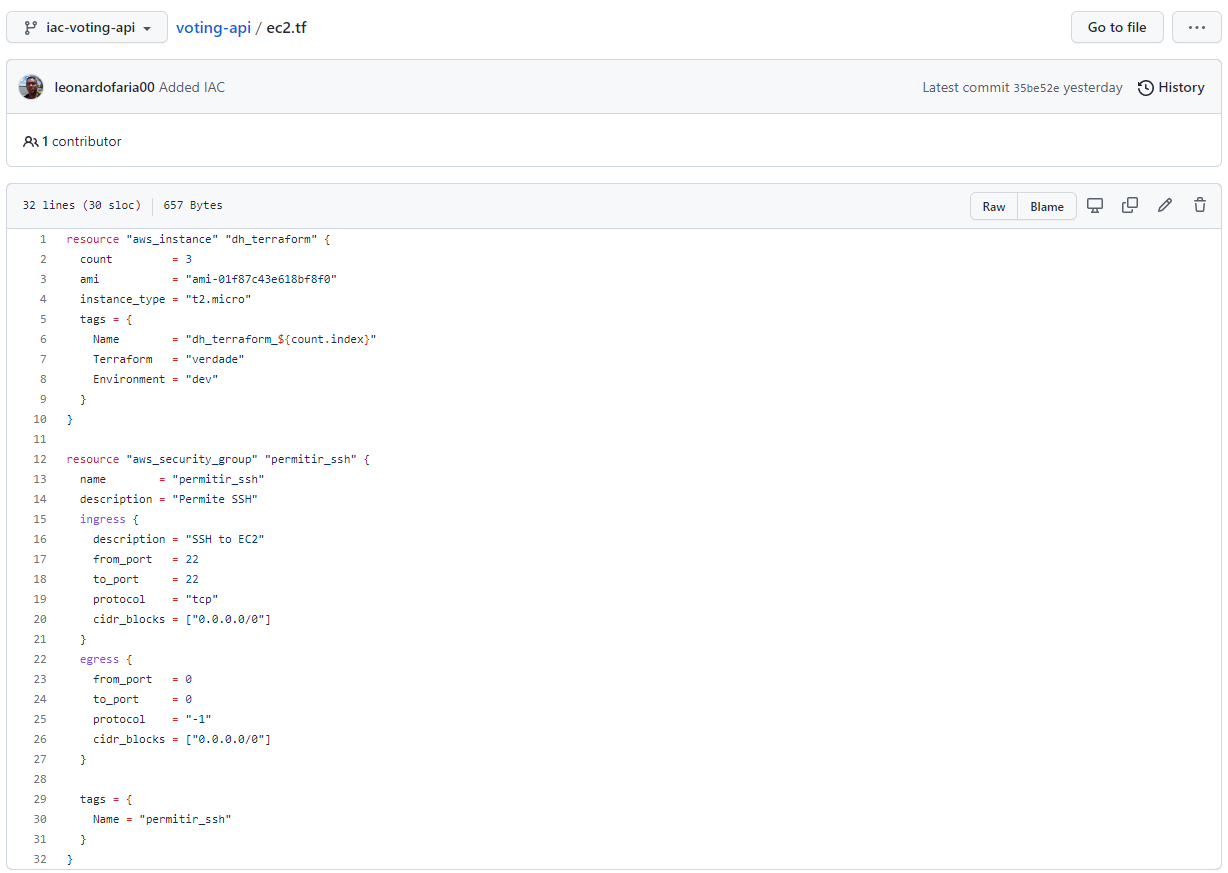 iac-voting-api voting-api / ec2.tf Go to file ...
leonardofaria00 Added IAC Latest commit 35be52e yesterday History
1 contributor
32 lines (30 sloc) 657 Bytes Raw Blame
1 resource "aws_instance" "dh_terraform" {
2   count         = 3
3   ami           = "ami-01f87c43e618bf8f0"
4   instance_type = "t2.micro"
5   tags = {
6     Name        = "dh_terraform_${count.index}"
7     Terraform   = "verdade"
8     Environment = "dev"
9   }
10 }
11
12 resource "aws_security_group" "permitir_ssh" {
13   name        = "permitir_ssh"
14   description = "Permite SSH"
15   ingress {
16     description = "SSH to EC2"
17     from_port   = 22
18     to_port     = 22
19     protocol    = "tcp"
20     cidr_blocks = ["0.0.0.0/0"]
21   }
22   egress {
23     from_port   = 0
24     to_port     = 0
25     protocol    = "-1"
26     cidr_blocks = ["0.0.0.0/0"]
27   }
28
29   tags = {
30     Name = "permitir_ssh"
31   }
32 }